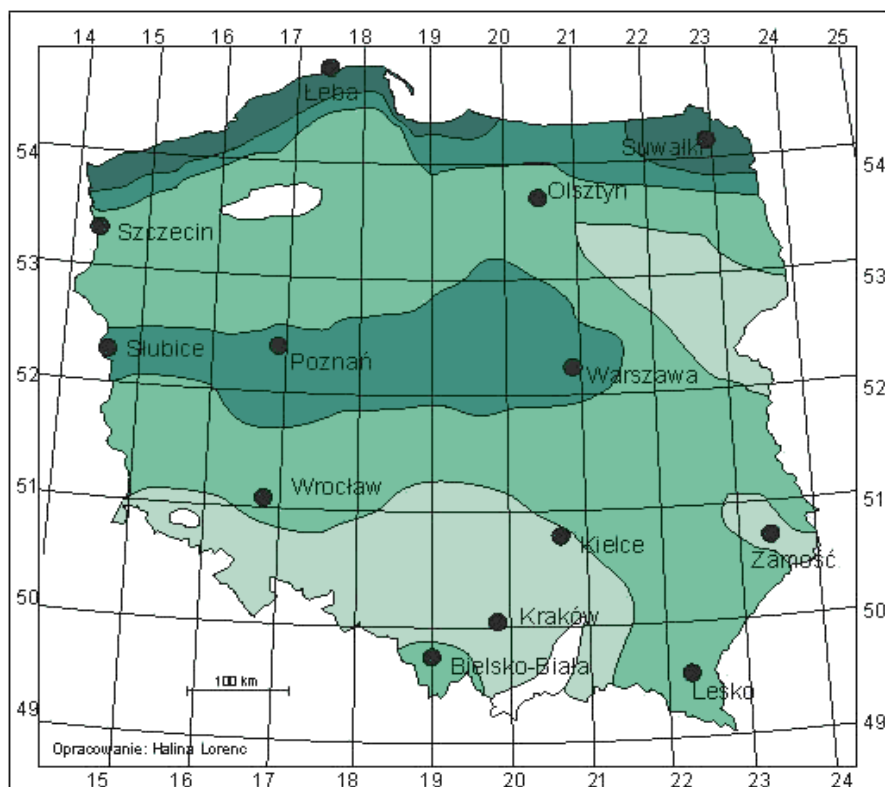 14 15 16 17 18 19 20 21 22 23 24 25
Łeba
Suwałki
54 54
Olsztyn
Szczecin
53 53
Słubice
Poznań
Warszawa
52 52
Wrocław
51 51
Kielce
Zamość
50 50
Kraków
Bielsko-Biała
Lesko
100 km
49 49
Opracowanie: Halina Lorenc
15 16 17 18 19 20 21 22 23 24